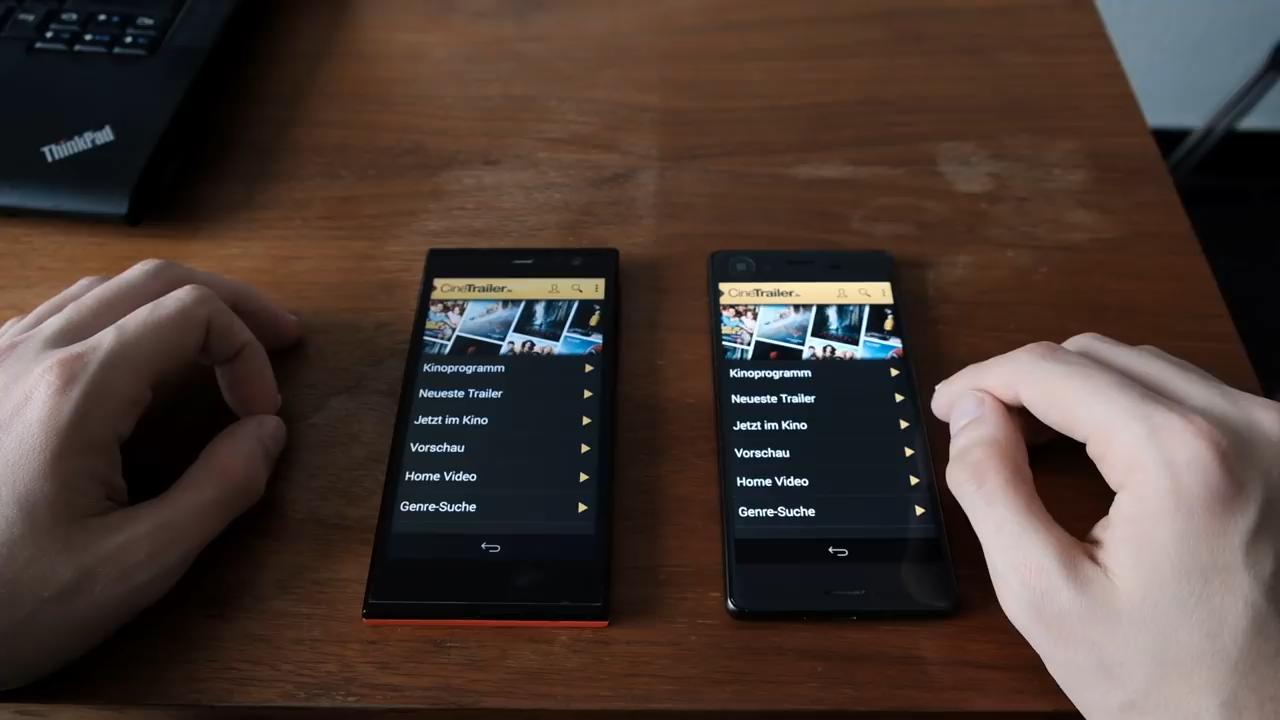 ThinkPad
CineTrailer
Kinoprogramm
Neueste Trailer
Jetzt im Kino
Vorschau
Home Video
Genre-Suche
CineTrailer
Kinoprogramm
Neueste Trailer
Jetzt im Kino
Vorschau
Home Video
Genre-Suche